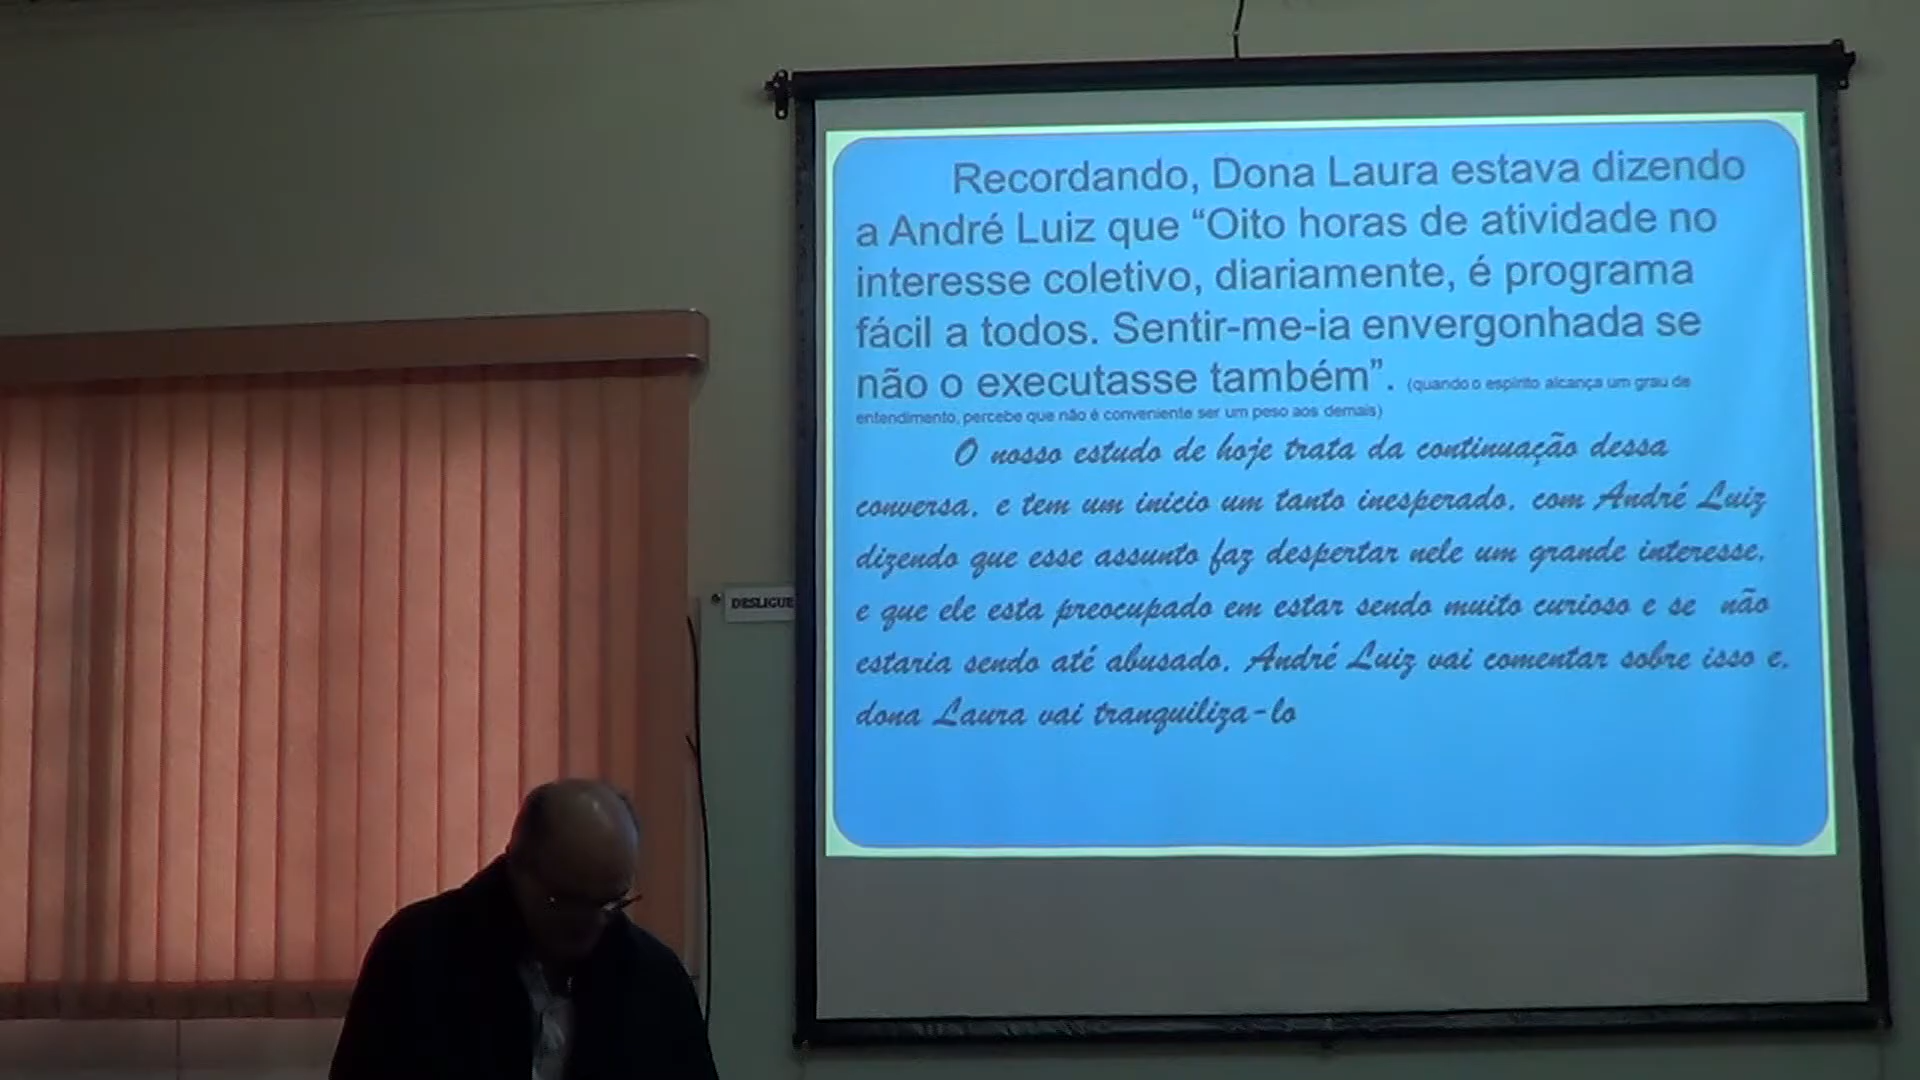 Recordando, Dona Laura estava dizendo
a André Luiz que “Oito horas de atividade no
interesse coletivo, diariamente, é programa
fácil a todos. Sentir-me-ia envergonhada se
não o executasse também”. (quando o espirito alcança um grau de
entendimento, percebe que não é conveniente ser um peso aos demais)
O nosso estudo de hoje trata da continuação dessa
conversa, e tem um inicio um tanto inesperado, com André Luiz
dizendo que esse assunto faz despertar nele um grande interesse,
e que ele esta preocupado em estar sendo muito curioso e se não
estaria sendo até abusado. André Luiz vai comentar sobre isso e,
dona Laura vai tranquiliza-lo
DESLIGUE